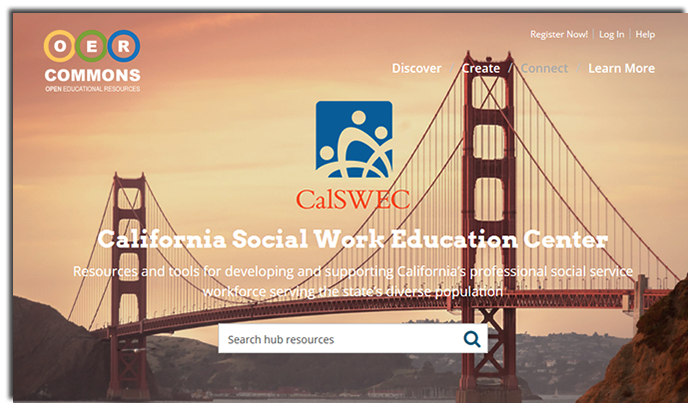 OER
COMMONS
OPEN EDUCATIONAL RESOURCES
Register Now! | Log In | Help
Discover / Create / Connect / Learn More
CalSWEC
California Social Work Education Center
Resources and tools for developing and supporting California's professional social service
workforce serving the state's diverse population
Search hub resources